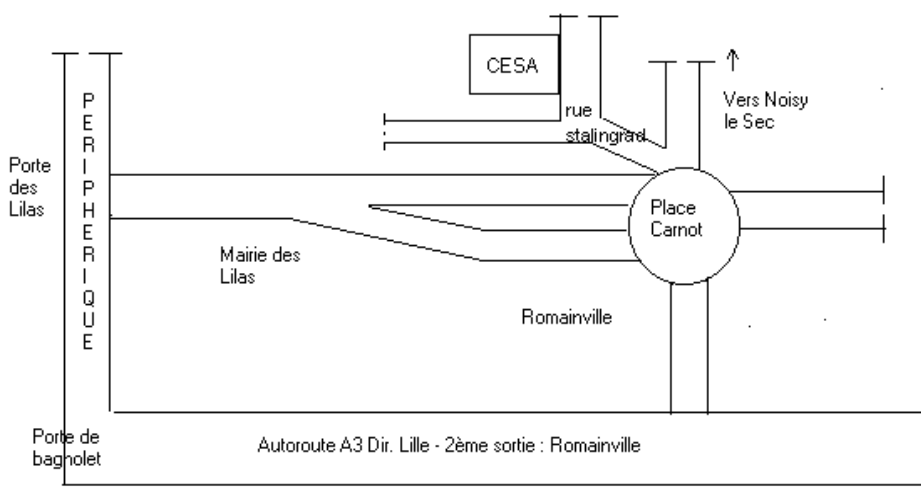 CESA
PERIPHERIQUE
Vers Noisy
le Sec
rue
stalingrad
Porte
des
Lilas
Place
Carnot
Mairie des
Lilas
Romainville
Porte de
bagnolet
Autoroute A3 Dir. Lille - 2ème sortie : Romainville